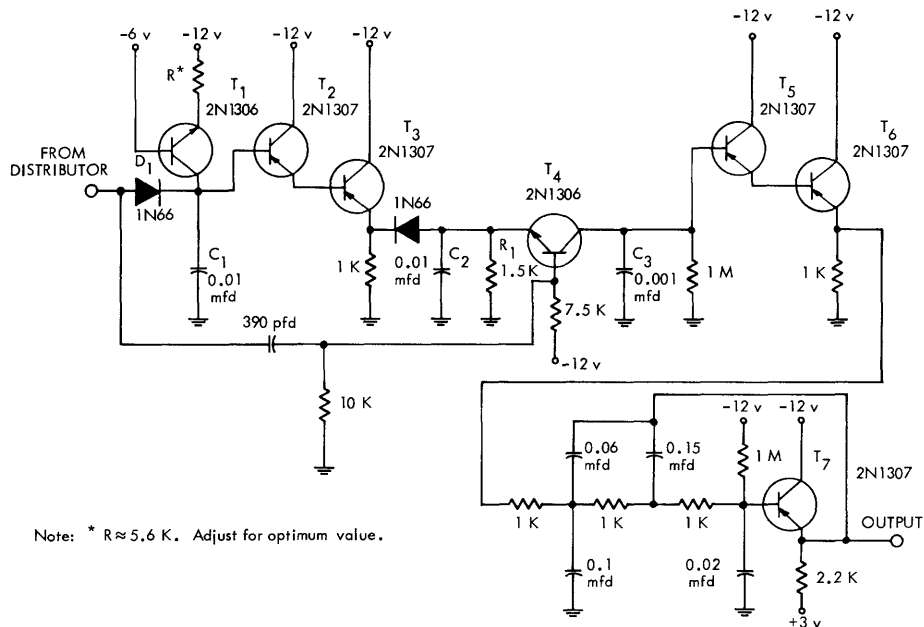 -6 v
-12 v
-12 v
-12 v
-12 v
-12 v
R*
T1
2N1306
T2
2N1307
T3
2N1307
T4
2N1306
T5
2N1307
T6
2N1307
FROM
DISTRIBUTOR
D1
1N66
C1
0.01
mfd
1 K
1N66
0.01
mfd
C2
R1
1.5K
7.5 K
-12 v
C3
0.001
mfd
1 M
1 K
390 pfd
10 K
0.06
mfd
0.15
mfd
-12 v
-12 v
1 M
T7
2N1307
1 K
1 K
1 K
OUTPUT
0.1
mfd
0.02
mfd
2.2 K
+3 v
Note: * R≈5.6 K. Adjust for optimum value.